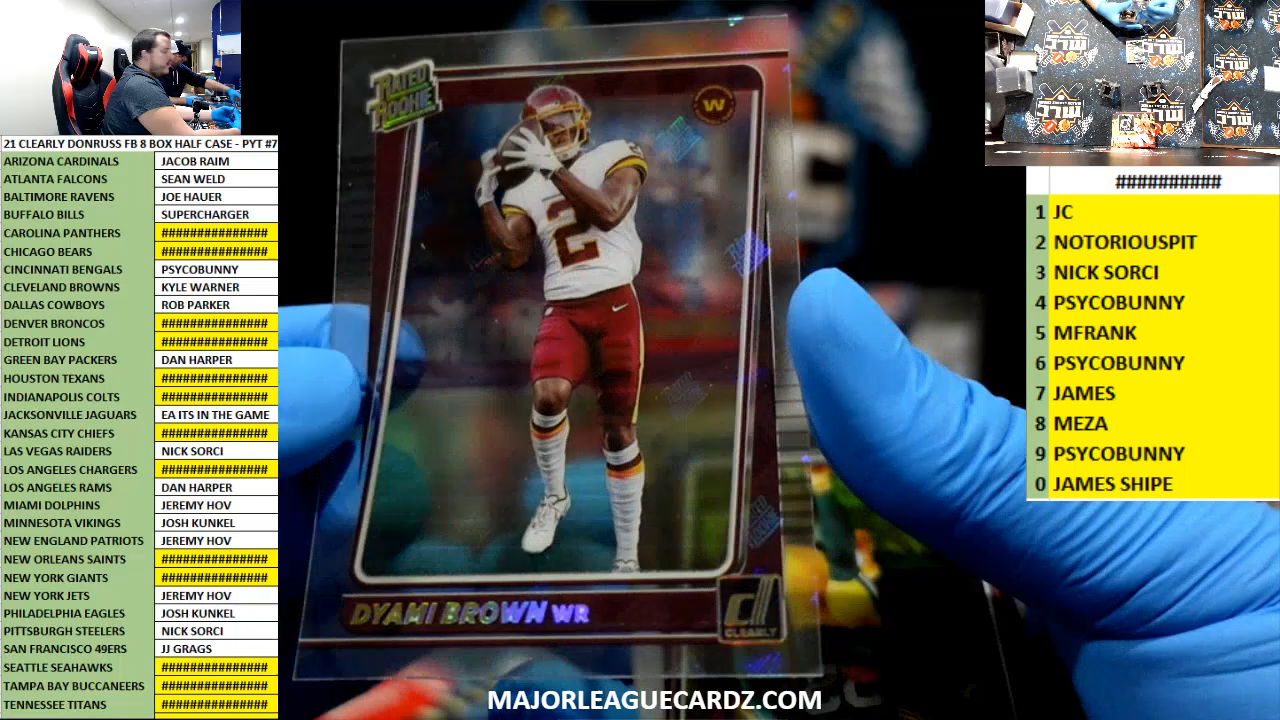 21 CLEARLY DONRUSS FB 8 BOX HALF CASE - PYT #7
ARIZONA CARDINALS JACOB RAIM
ATLANTA FALCONS SEAN WELD
BALTIMORE RAVENS JOE HAUER
BUFFALO BILLS SUPERCHARGER
CAROLINA PANTHERS ##############
CHICAGO BEARS ##############
CINCINNATI BENGALS PSYCOBUNNY
CLEVELAND BROWNS KYLE WARNER
DALLAS COWBOYS ROB PARKER
DENVER BRONCOS ##############
DETROIT LIONS ##############
GREEN BAY PACKERS DAN HARPER
HOUSTON TEXANS ##############
INDIANAPOLIS COLTS ##############
JACKSONVILLE JAGUARS EA ITS IN THE GAME
KANSAS CITY CHIEFS ##############
LAS VEGAS RAIDERS NICK SORCI
LOS ANGELES CHARGERS ##############
LOS ANGELES RAMS DAN HARPER
MIAMI DOLPHINS JEREMY HOV
MINNESOTA VIKINGS JOSH KUNKEL
NEW ENGLAND PATRIOTS JEREMY HOV
NEW ORLEANS SAINTS ##############
NEW YORK GIANTS ##############
NEW YORK JETS JEREMY HOV
PHILADELPHIA EAGLES JOSH KUNKEL
PITTSBURGH STEELERS NICK SORCI
SAN FRANCISCO 49ERS JJ GRAGS
SEATTLE SEAHAWKS ##############
TAMPA BAY BUCCANEERS ##############
TENNESSEE TITANS ##############
RATED
ROOKIE
W
2
DYAMI BROWN WR
CLEARLY
MAJORLEAGUECARDZ.COM
##########
1 JC
2 NOTORIOUSPIT
3 NICK SORCI
4 PSYCOBUNNY
5 MFRANK
6 PSYCOBUNNY
7 JAMES
8 MEZA
9 PSYCOBUNNY
0 JAMES SHIPE